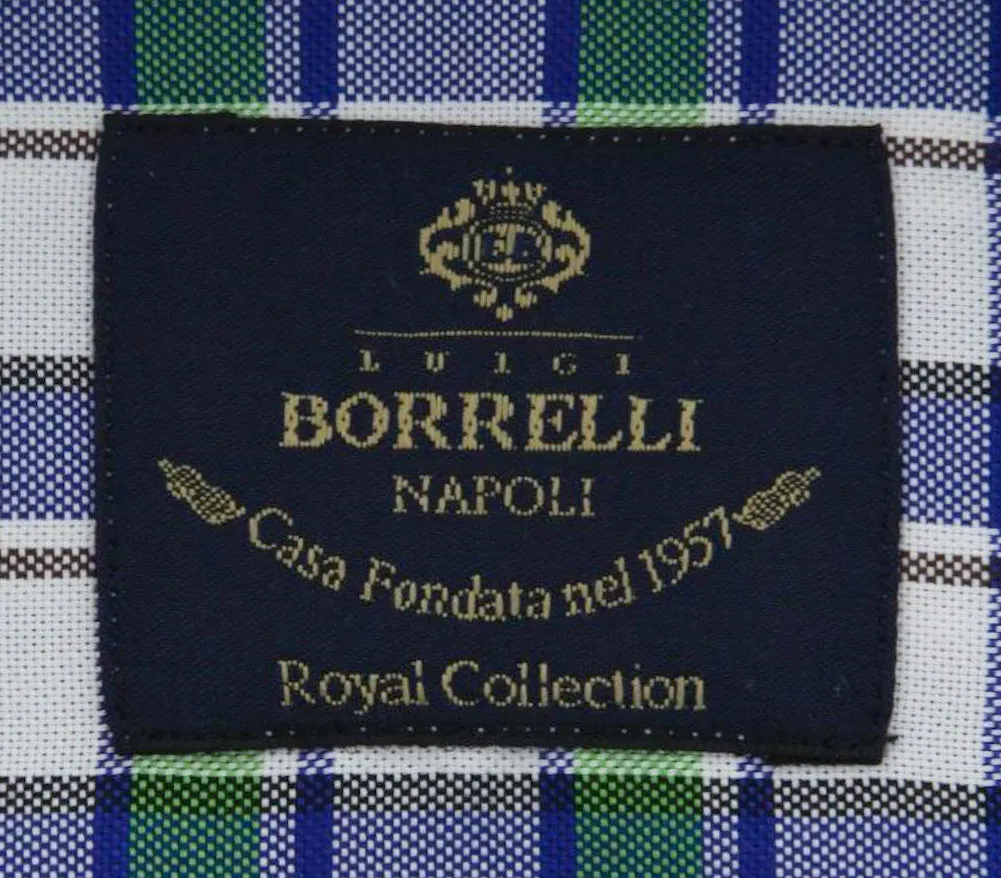 LUIGI
BORRELLI
NAPOLI
Casa Fondata nel 1957
Royal Collection